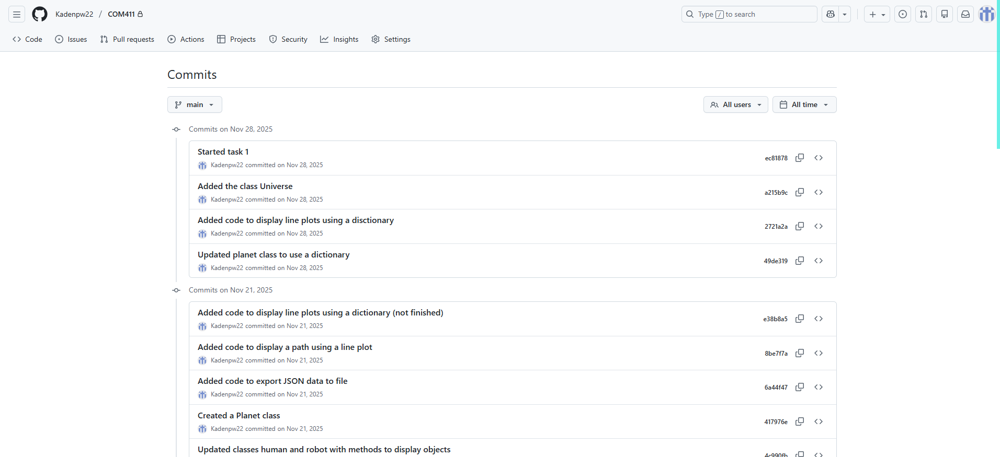 Kadenpw22 / COM411
Type / to search
Code
Issues
Pull requests
Actions
Projects
Security
Insights
Settings
Commits
main
All users
All time
Commits on Nov 28, 2025
Started task 1
Kadenpw22 committed on Nov 28, 2025
ec81878
Added the class Universe
Kadenpw22 committed on Nov 28, 2025
a215b9c
Added code to display line plots using a disctionary
Kadenpw22 committed on Nov 28, 2025
2721a2a
Updated planet class to use a dictionary
Kadenpw22 committed on Nov 28, 2025
49de319
Commits on Nov 21, 2025
Added code to display line plots using a dictionary (not finished)
Kadenpw22 committed on Nov 21, 2025
e38b8a5
Added code to display a path using a line plot
Kadenpw22 committed on Nov 21, 2025
8be7f7a
Added code to export JSON data to file
Kadenpw22 committed on Nov 21, 2025
6a44f47
Created a Planet class
Kadenpw22 committed on Nov 21, 2025
417976e
Updated classes human and robot with methods to display objects
4c990fb